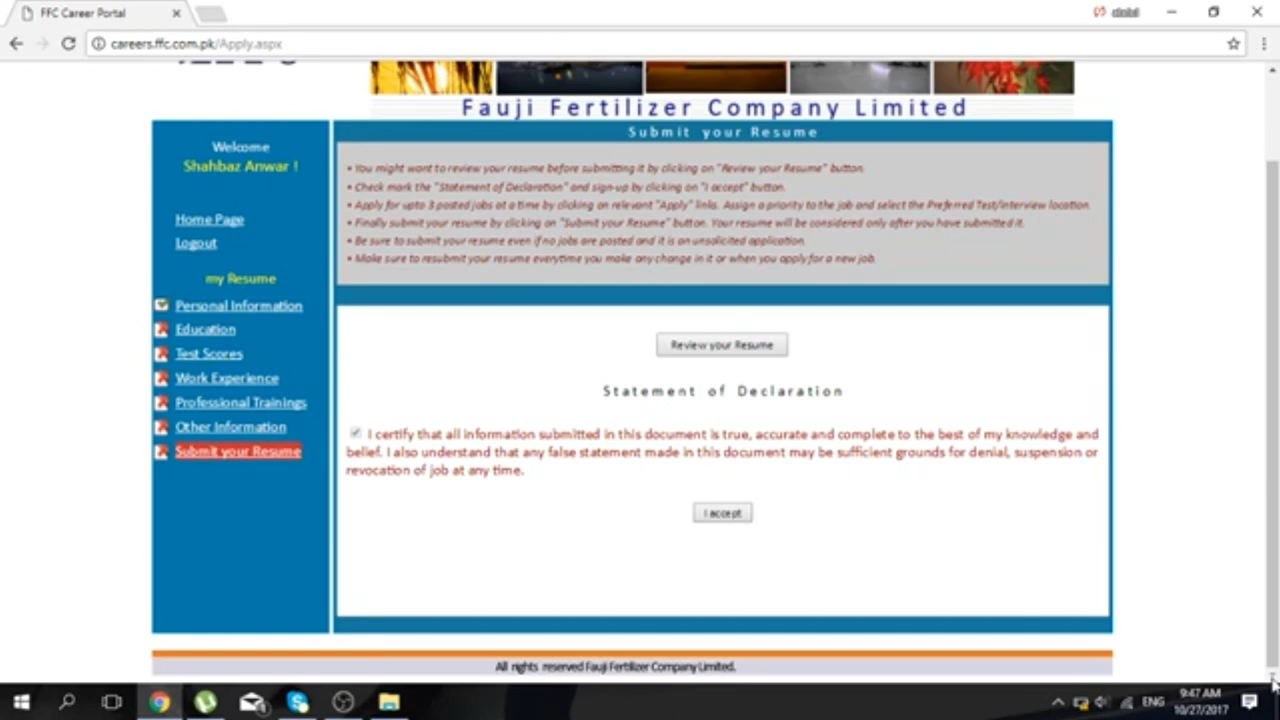 FFC Career Portal
careers.ffc.com.pk/Apply.aspx
Fauji Fertilizer Company Limited
Submit your Resume
Welcome
Shahbaz Anwar !
Home Page
Logout
my Resume
Personal Information
Education
Test Scores
Work Experience
Professional Trainings
Other Information
Submit your Resume
• You might want to review your resume before submitting it by clicking on "Review your Resume" button.
• Check mark the "Statement of Declaration" and sign-up by clicking on "I accept" button.
• Apply for upto 3 posted jobs at a time by clicking on relevant "Apply" links. Assign a priority to the job and select the Preferred Test/Interview location.
• Finally submit your resume by clicking on "Submit your Resume" button. Your resume will be considered only after you have submitted it.
• Be sure to submit your resume even if no jobs are posted and it is an unsolicited application.
• Make sure to resubmit your resume everytime you make any change in it or when you apply for a new job.
Review your Resume
Statement of Declaration
I certify that all information submitted in this document is true, accurate and complete to the best of my knowledge and
belief. I also understand that any false statement made in this document may be sufficient grounds for denial, suspension or
revocation of job at any time.
I accept
All rights reserved Fauji Fertilizer Company Limited.
ENG
9:47 AM
10/27/2017